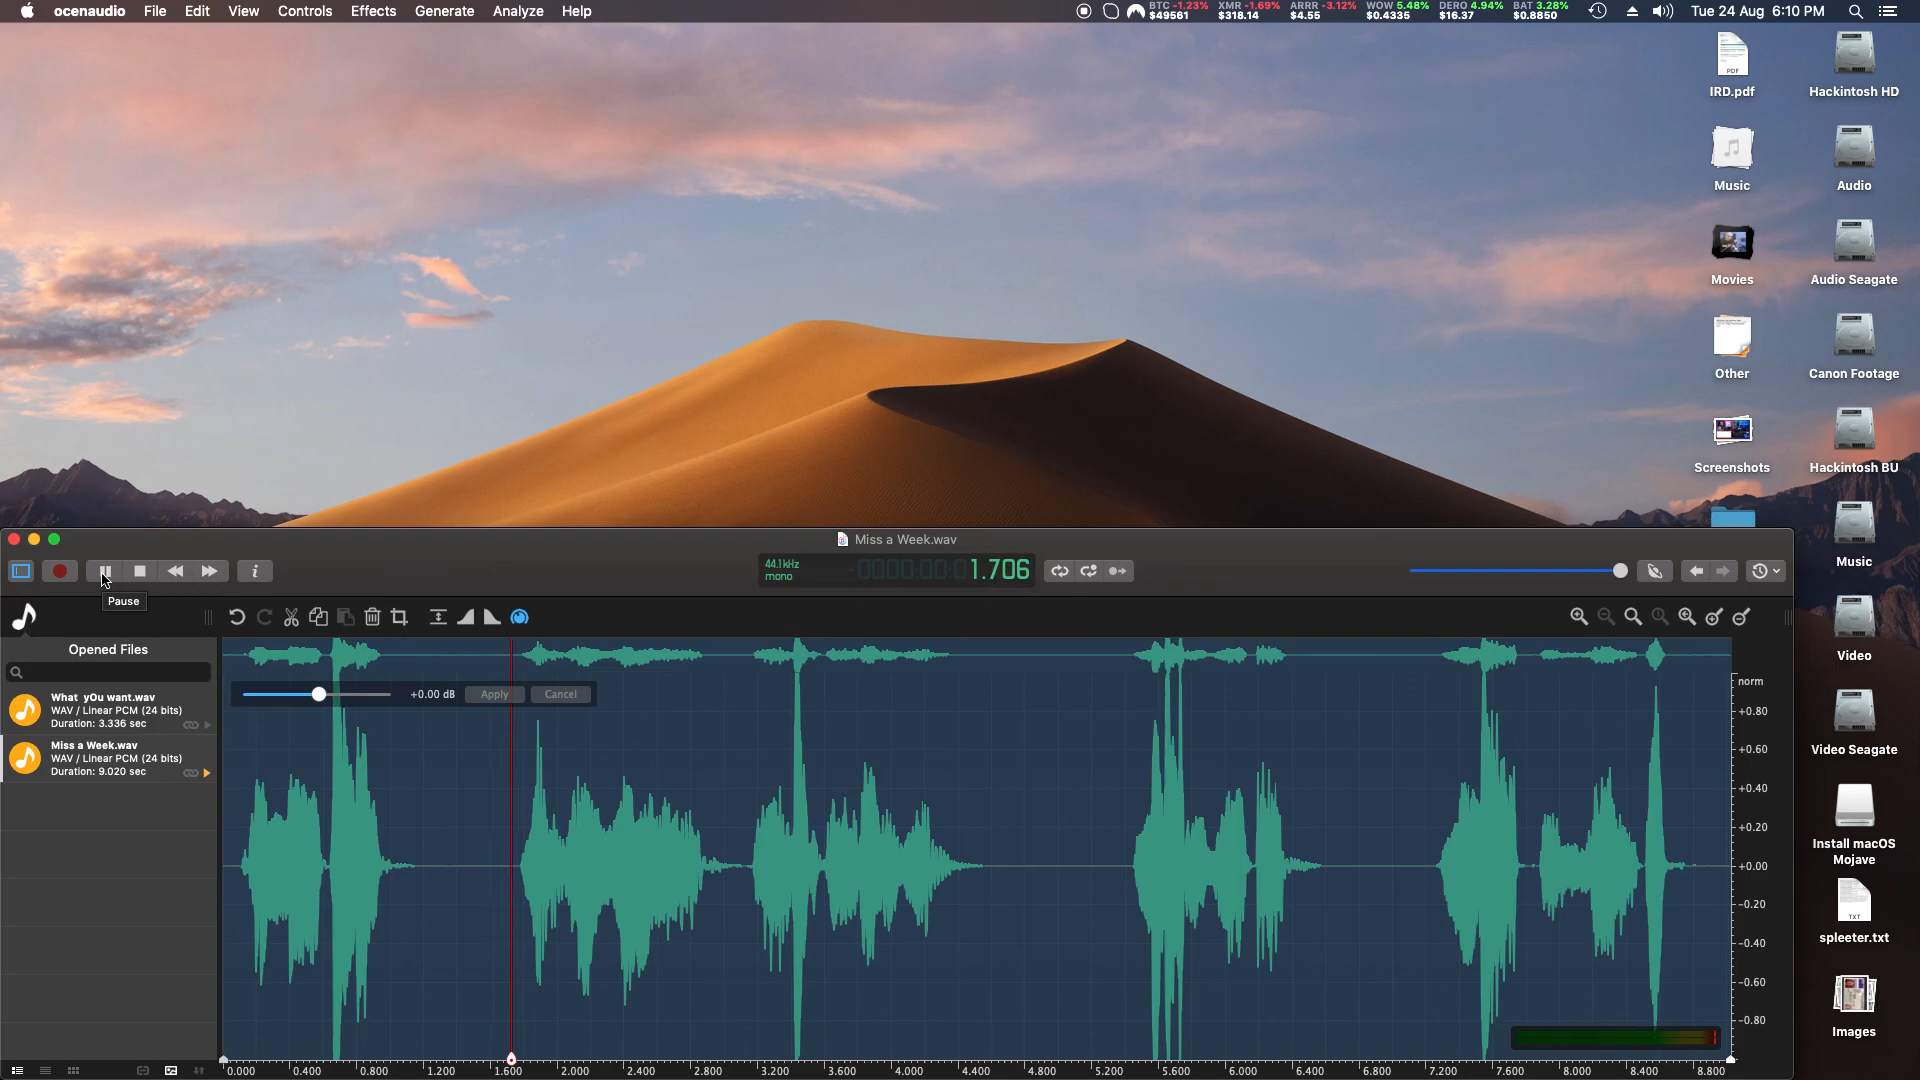 ocenaudio File Edit View Controls Effects Generate Analyze Help
BTC -1.23% XMR -1.69% ARRR -3.12% WOW 5.48% DERO 4.94% BAT 3.28%
$49561 $318.14 $4.55 $0.4335 $16.37 $0.8850
Tue 24 Aug 6:10 PM
PDF
IRD.pdf
Hackintosh HD
Music
Audio
Movies
Audio Seagate
Other
Canon Footage
Screenshots
Hackintosh BU
Music
Video
Video Seagate
Install macOS
Mojave
TXT
spleeter.txt
Images
Miss a Week.wav
44.1kHz
mono
1.706
i
Pause
Opened Files
What yOu want.wav
WAV / Linear PCM (24 bits)
Duration: 3.336 sec
Miss a Week.wav
WAV / Linear PCM (24 bits)
Duration: 9.020 sec
+0.00 dB Apply Cancel
norm
+0.80
+0.60
+0.40
+0.20
+0.00
-0.20
-0.40
-0.60
-0.80
0.000 0.400 0.800 1.200 1.600 2.000 2.400 2.800 3.200 3.600 4.000 4.400 4.800 5.200 5.600 6.000 6.400 6.800 7.200 7.600 8.000 8.400 8.800